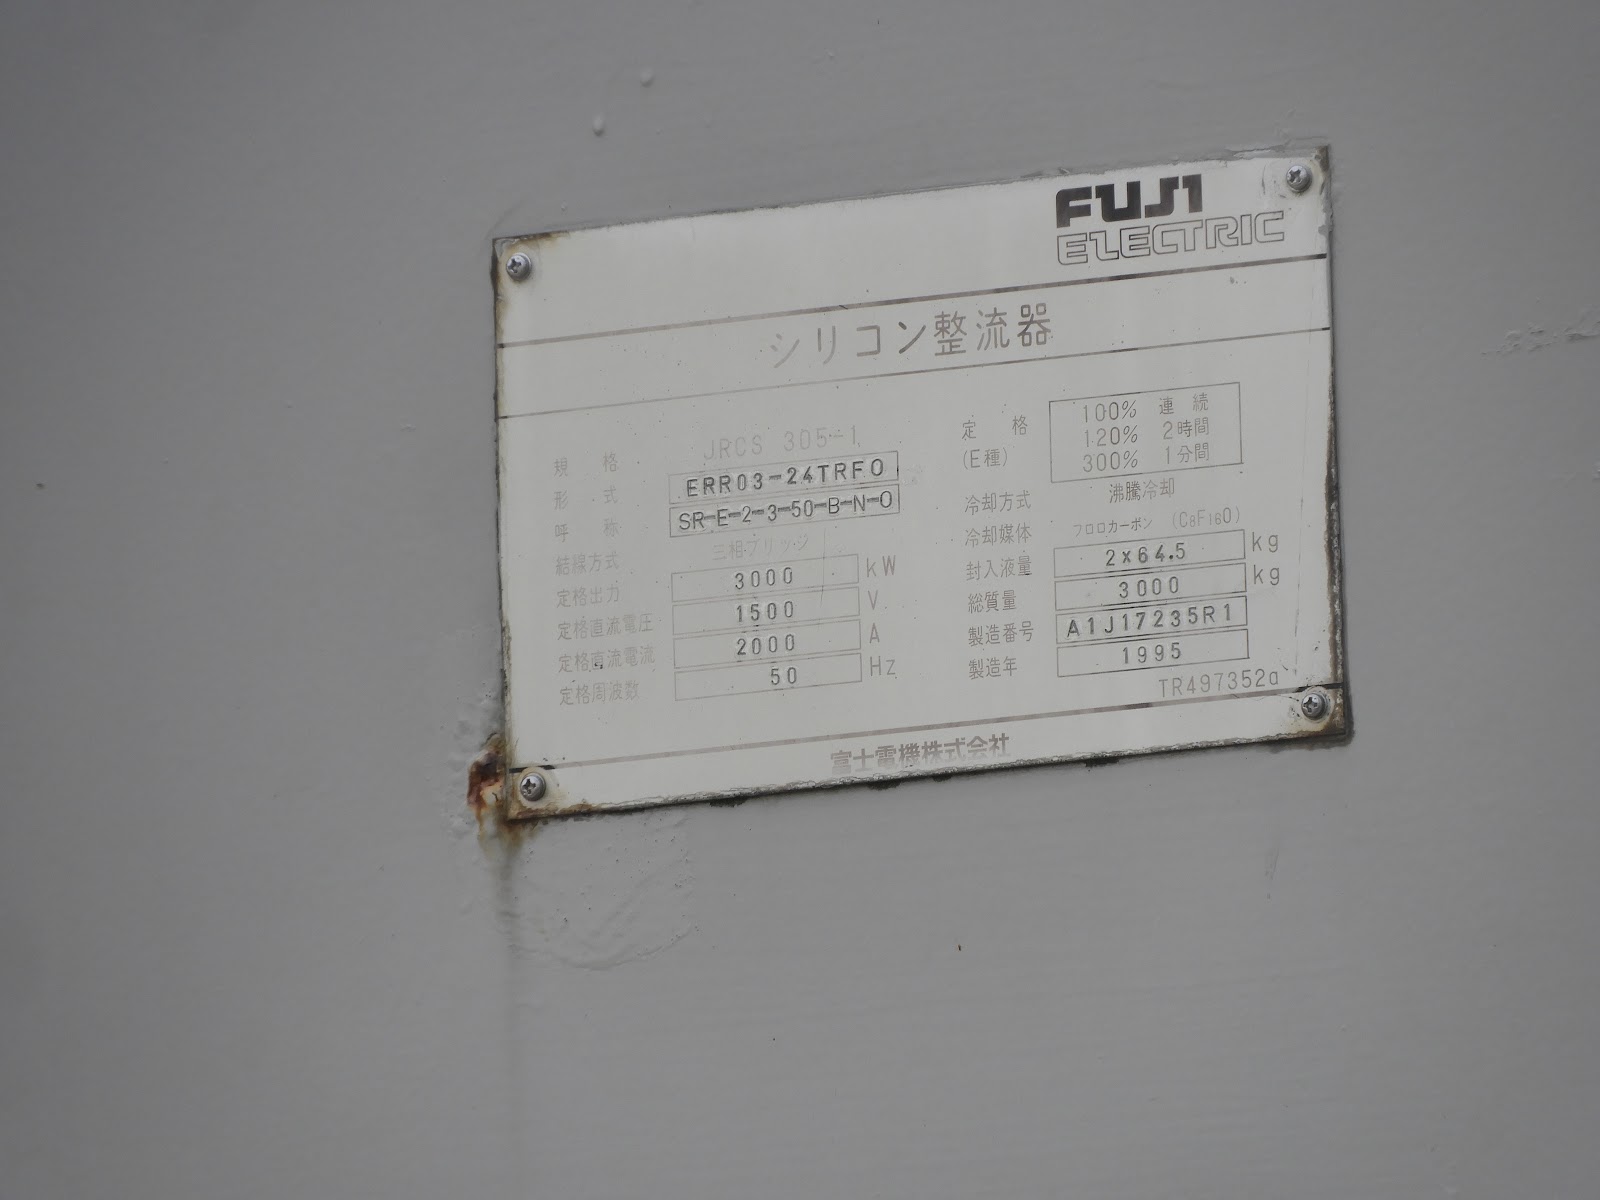 FUJI
ELECTRIC
シリコン整流器
規格 JRCS 305-1
形式 ERR03-24TRF0
呼称 SR-E-2-3-50-B-N-0
結線方式 三相ブリッジ
定格出力 3000 kW
定格直流電圧 1500 V
定格直流電流 2000 A
定格周波数 50 Hz
定格 100% 連続
(E種) 120% 2時間
300% 1分間
冷却方式 沸騰冷却
冷却媒体 フロロカーボン (C8F16O)
封入液量 2×64.5 kg
総質量 3000 kg
製造番号 A1J17235R1
製造年 1995
TR497352a
富士電機株式会社